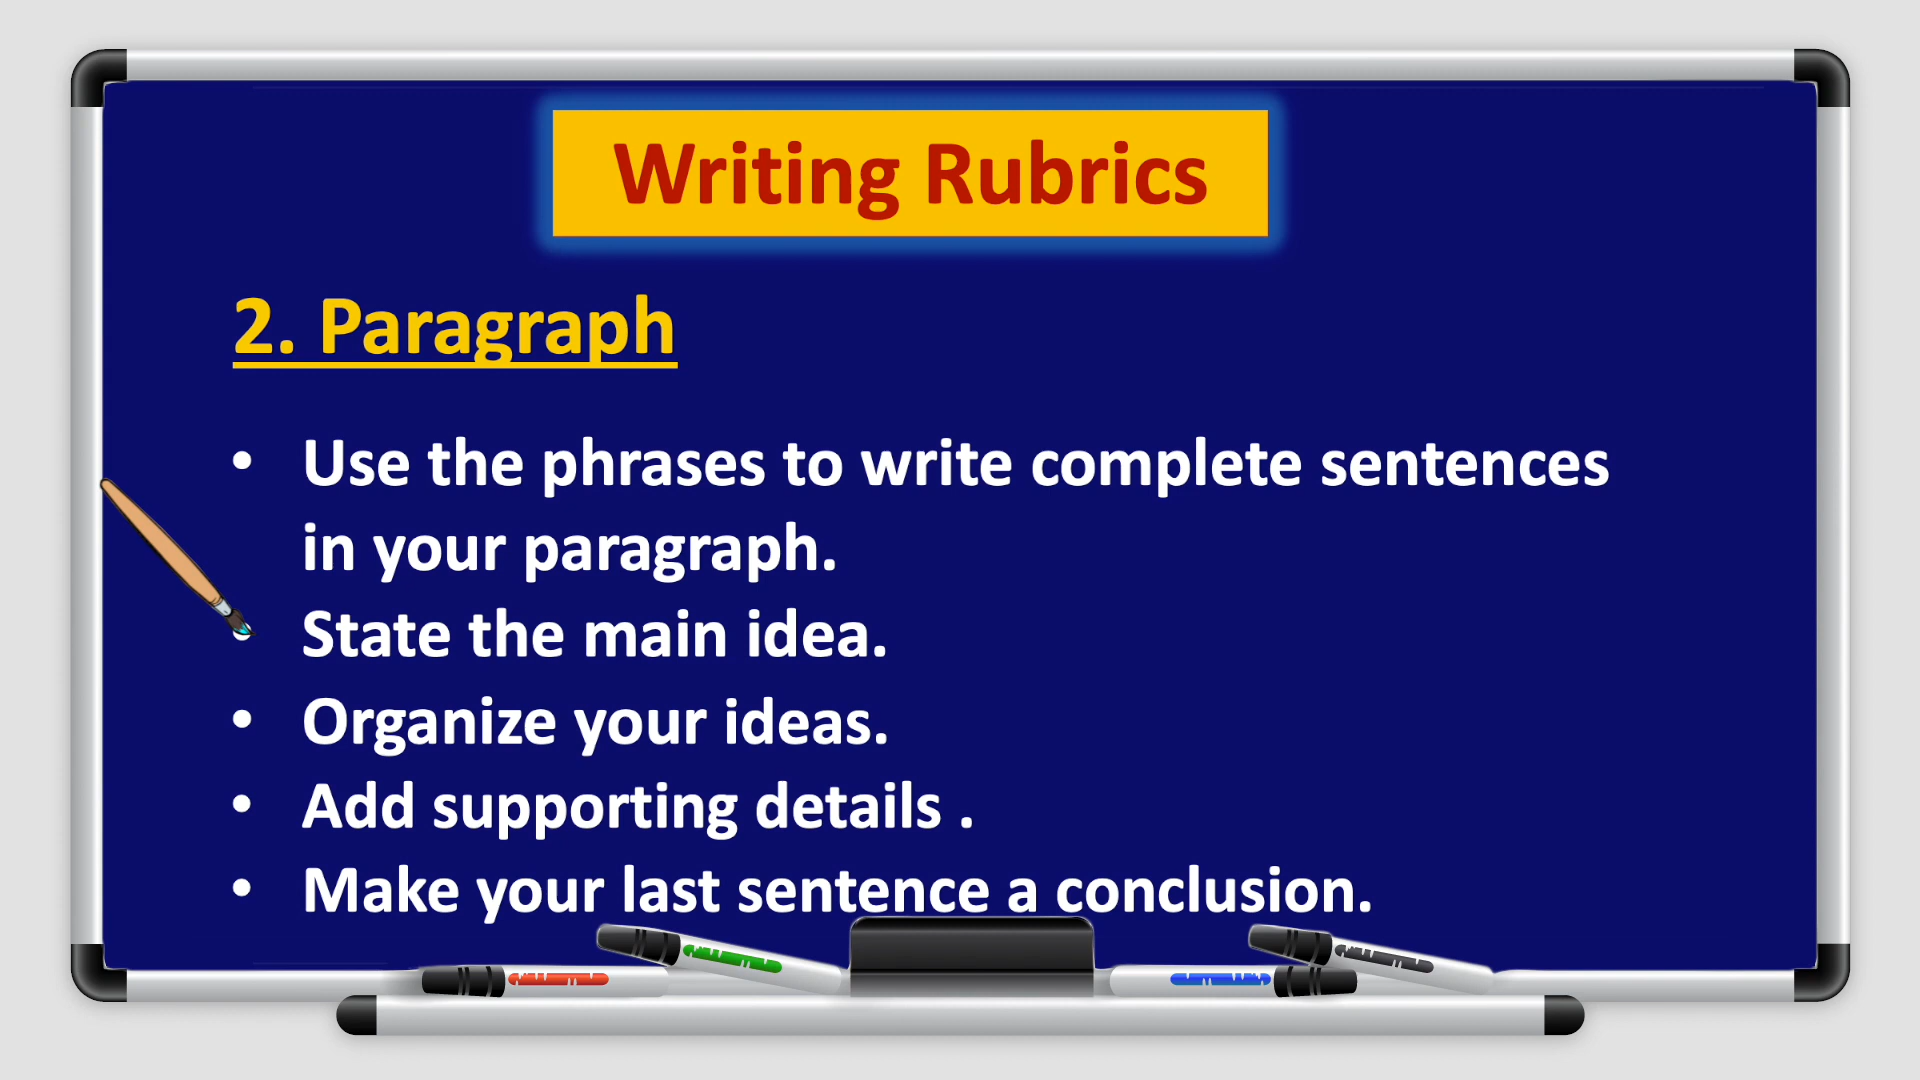 Writing Rubrics
2. Paragraph
• Use the phrases to write complete sentences
in your paragraph.
• State the main idea.
• Organize your ideas.
• Add supporting details .
• Make your last sentence a conclusion.